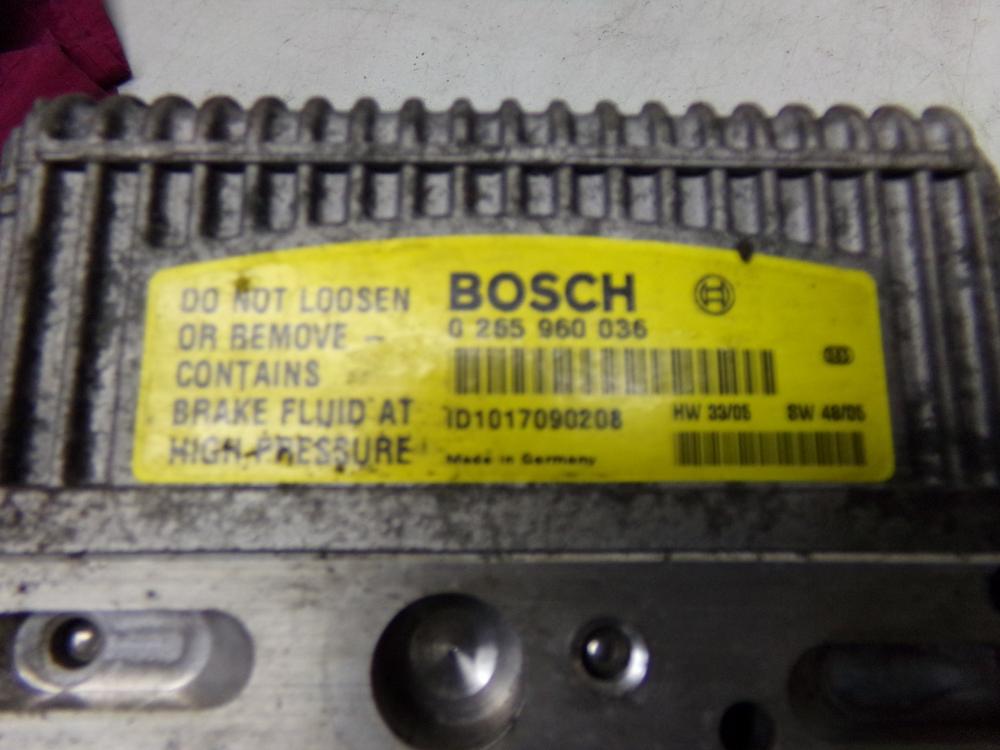 DO NOT LOOSEN
OR REMOVE –
CONTAINS
BRAKE FLUID AT
HIGH PRESSURE
BOSCH
0 265 960 036
ID1017090208
HW 33/05 SW 48/05
Made in Germany